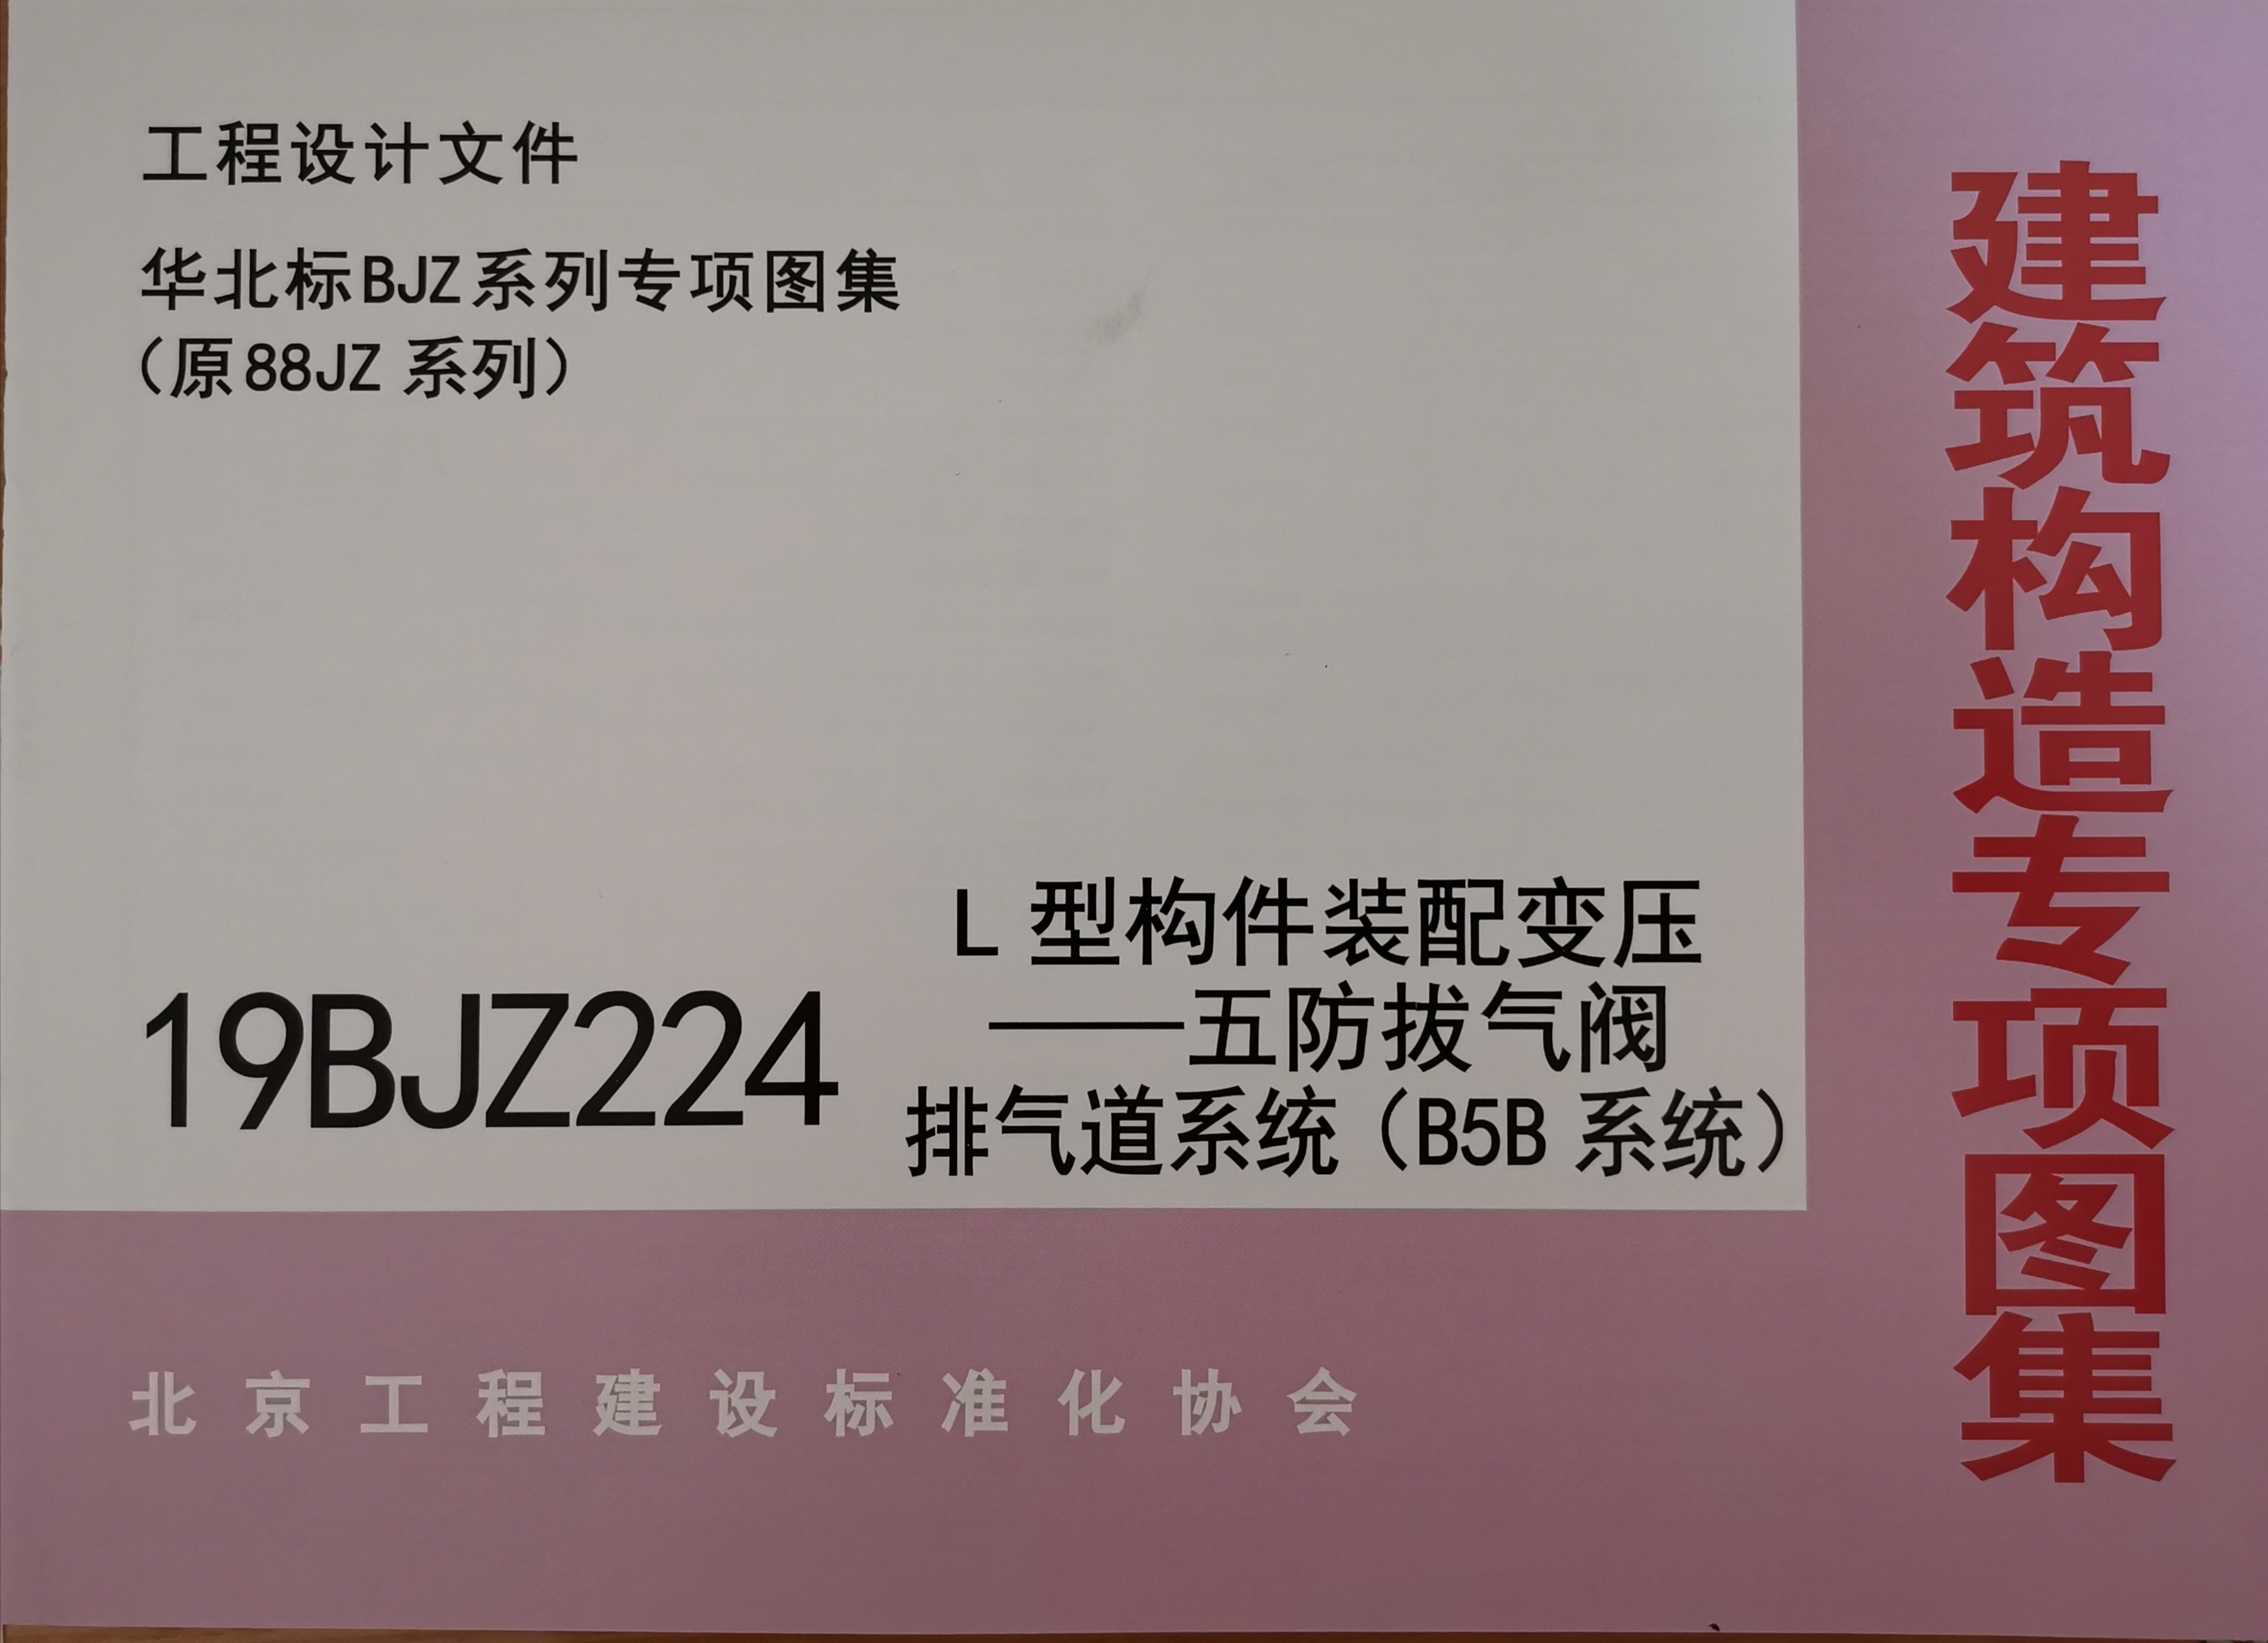 工程设计文件
华北标BJZ系列专项图集
（原88JZ 系列）
19BJZ224
L 型构件装配变压
——五防拔气阀
排气道系统（B5B 系统）
北京工程建设标准化协会
建筑构造专项图集